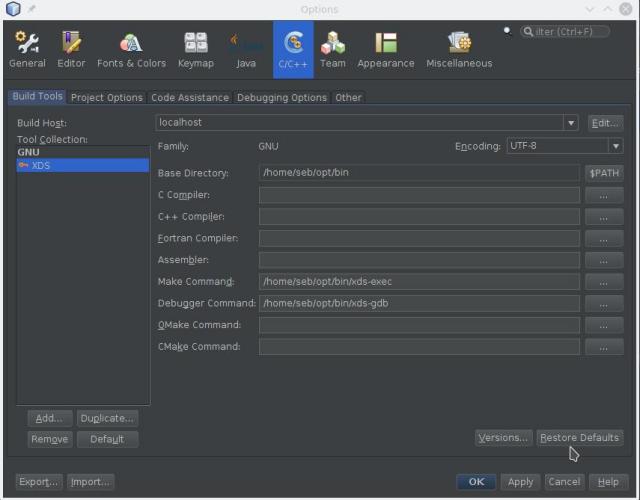 Options
ilter (Ctrl+F)
General Editor Fonts & Colors Keymap Java C/C++ Team Appearance Miscellaneous
Build Tools Project Options Code Assistance Debugging Options Other
Build Host: localhost Edit...
Tool Collection:
GNU
XDS
Family: GNU Encoding: UTF-8
Base Directory: /home/seb/opt/bin $PATH
C Compiler: ...
C++ Compiler: ...
Fortran Compiler: ...
Assembler: ...
Make Command: /home/seb/opt/bin/xds-exec ...
Debugger Command: /home/seb/opt/bin/xds-gdb ...
QMake Command: ...
CMake Command: ...
Add... Duplicate...
Remove Default
Versions... Restore Defaults
Export... Import... OK Apply Cancel Help